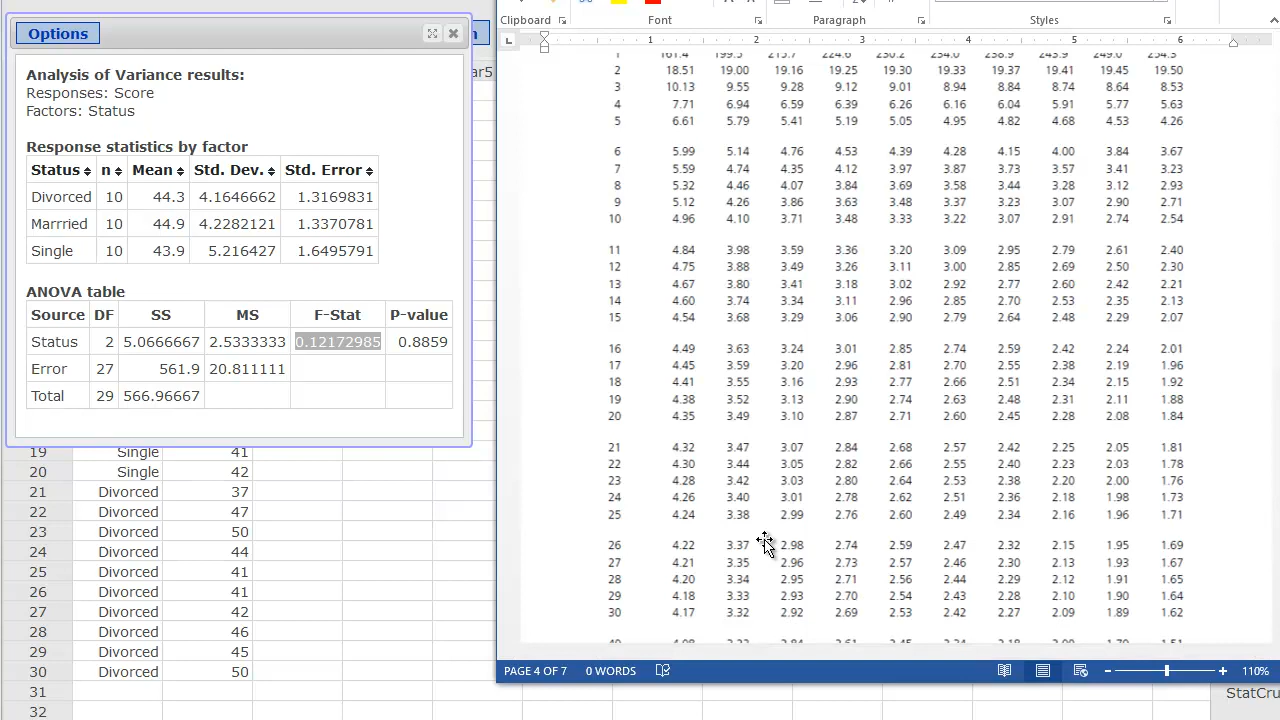 Options
Analysis of Variance results:
Responses: Score
Factors: Status
Response statistics by factor
Status n Mean Std. Dev. Std. Error
Divorced 10 44.3 4.1646662 1.3169831
Marrried 10 44.9 4.2282121 1.3370781
Single 10 43.9 5.216427 1.6495791
ANOVA table
Source DF SS MS F-Stat P-value
Status 2 5.0666667 2.5333333 0.12172985 0.8859
Error 27 561.9 20.811111
Total 29 566.96667
ar5
19 Single 41
20 Single 42
21 Divorced 37
22 Divorced 47
23 Divorced 50
24 Divorced 44
25 Divorced 41
26 Divorced 41
27 Divorced 42
28 Divorced 46
29 Divorced 45
30 Divorced 50
31
32
Clipboard Font Paragraph Styles
1 2 3 4 5 6
1 161.4 199.5 215.7 224.6 230.2 234.0 238.9 243.9 249.0 254.3
2 18.51 19.00 19.16 19.25 19.30 19.33 19.37 19.41 19.45 19.50
3 10.13 9.55 9.28 9.12 9.01 8.94 8.84 8.74 8.64 8.53
4 7.71 6.94 6.59 6.39 6.26 6.16 6.04 5.91 5.77 5.63
5 6.61 5.79 5.41 5.19 5.05 4.95 4.82 4.68 4.53 4.26
6 5.99 5.14 4.76 4.53 4.39 4.28 4.15 4.00 3.84 3.67
7 5.59 4.74 4.35 4.12 3.97 3.87 3.73 3.57 3.41 3.23
8 5.32 4.46 4.07 3.84 3.69 3.58 3.44 3.28 3.12 2.93
9 5.12 4.26 3.86 3.63 3.48 3.37 3.23 3.07 2.90 2.71
10 4.96 4.10 3.71 3.48 3.33 3.22 3.07 2.91 2.74 2.54
11 4.84 3.98 3.59 3.36 3.20 3.09 2.95 2.79 2.61 2.40
12 4.75 3.88 3.49 3.26 3.11 3.00 2.85 2.69 2.50 2.30
13 4.67 3.80 3.41 3.18 3.02 2.92 2.77 2.60 2.42 2.21
14 4.60 3.74 3.34 3.11 2.96 2.85 2.70 2.53 2.35 2.13
15 4.54 3.68 3.29 3.06 2.90 2.79 2.64 2.48 2.29 2.07
16 4.49 3.63 3.24 3.01 2.85 2.74 2.59 2.42 2.24 2.01
17 4.45 3.59 3.20 2.96 2.81 2.70 2.55 2.38 2.19 1.96
18 4.41 3.55 3.16 2.93 2.77 2.66 2.51 2.34 2.15 1.92
19 4.38 3.52 3.13 2.90 2.74 2.63 2.48 2.31 2.11 1.88
20 4.35 3.49 3.10 2.87 2.71 2.60 2.45 2.28 2.08 1.84
21 4.32 3.47 3.07 2.84 2.68 2.57 2.42 2.25 2.05 1.81
22 4.30 3.44 3.05 2.82 2.66 2.55 2.40 2.23 2.03 1.78
23 4.28 3.42 3.03 2.80 2.64 2.53 2.38 2.20 2.00 1.76
24 4.26 3.40 3.01 2.78 2.62 2.51 2.36 2.18 1.98 1.73
25 4.24 3.38 2.99 2.76 2.60 2.49 2.34 2.16 1.96 1.71
26 4.22 3.37 2.98 2.74 2.59 2.47 2.32 2.15 1.95 1.69
27 4.21 3.35 2.96 2.73 2.57 2.46 2.30 2.13 1.93 1.67
28 4.20 3.34 2.95 2.71 2.56 2.44 2.29 2.12 1.91 1.65
29 4.18 3.33 2.93 2.70 2.54 2.43 2.28 2.10 1.90 1.64
30 4.17 3.32 2.92 2.69 2.53 2.42 2.27 2.09 1.89 1.62
PAGE 4 OF 7 0 WORDS 110%
StatCru